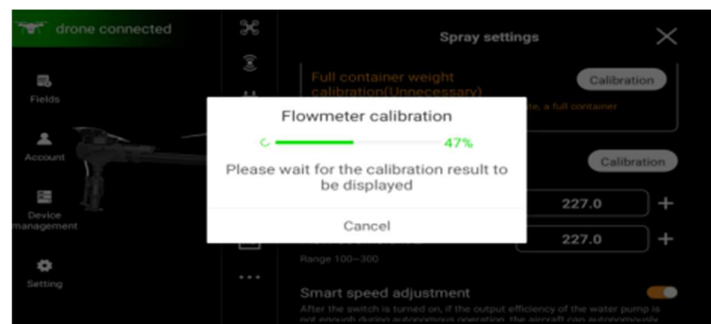 drone connected
Spray settings
Fields
Account
Device
management
Setting
Full container weight
calibration(Unnecessary)
Calibration
a full container
Flowmeter calibration
47%
Please wait for the calibration result to
be displayed
Cancel
Calibration
227.0
227.0
Range 100~300
Smart speed adjustment
After the switch is turned on, if the output efficiency of the water pump is
not enough during autonomous operation, the aircraft can autonomously